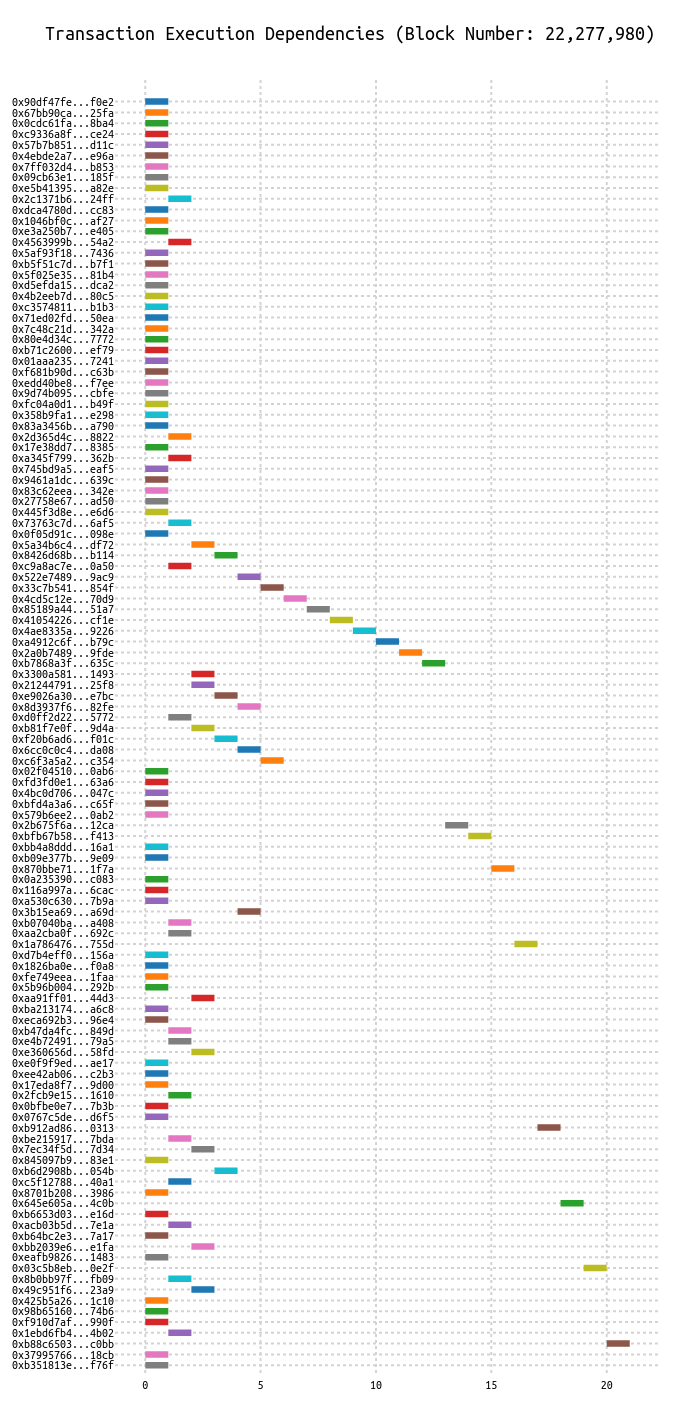 Transaction Execution Dependencies (Block Number: 22,277,980)
0x90df47fe...f0e2
0x67bb90ca...25fa
0x0cdc61fa...8ba4
0xc9336a8f...ce24
0x57b7b851...d11c
0x4ebde2a7...e96a
0x7ff032d4...b853
0x09cb63e1...185f
0xe5b41395...a82e
0x2c1371b6...24ff
0xdca4780d...cc83
0x1046bf0c...af27
0xe3a250b7...e405
0x4563999b...54a2
0x5af93f18...7436
0xb5f51c7d...b7f1
0x5f025e35...81b4
0xd5efda15...dca2
0x4b2eeb7d...80c5
0xc3574811...b1b3
0x71ed02fd...50ea
0x7c48c21d...342a
0x80e4d34c...7772
0xb71c2600...ef79
0x01aaa235...7241
0xf681b90d...c63b
0xedd40be8...f7ee
0x9d74b095...cbfe
0xfc04a0d1...b49f
0x358b9fa1...e298
0x83a3456b...a790
0x2d365d4c...8822
0x17e38dd7...8385
0xa345f799...362b
0x745bd9a5...eaf5
0x9461a1dc...639c
0x83c62eea...342e
0x27758e67...ad50
0x445f3d8e...e6d6
0x73763c7d...6af5
0x0f05d91c...098e
0x5a34b6c4...df72
0x8426d68b...b114
0xc9a8ac7e...0a50
0x522e7489...9ac9
0x33c7b541...854f
0x4cd5c12e...70d9
0x85189a44...51a7
0x41054226...cf1e
0x4ae8335a...9226
0xa4912c6f...b79c
0x2a0b7489...9fde
0xb7868a3f...635c
0x3300a581...1493
0x21244791...25f8
0xe9026a30...e7bc
0x8d3937f6...82fe
0xd0ff2d22...5772
0xb81f7e0f...9d4a
0xf20b6ad6...f01c
0x6cc0c0c4...da08
0xc6f3a5a2...c354
0x02f04510...0ab6
0xfd3fd0e1...63a6
0x4bc0d706...047c
0xbfd4a3a6...c65f
0x579b6ee2...0ab2
0x2b675f6a...12ca
0xbfb67b58...f413
0xbb4a8ddd...16a1
0xb09e377b...9e09
0x870bbe71...1f7a
0x0a235390...c083
0x116a997a...6cac
0xa530c630...7b9a
0x3b15ea69...a69d
0xb07040ba...a408
0xaa2cba0f...692c
0x1a786476...755d
0xd7b4eff0...156a
0x1826ba0e...f0a8
0xfe749eea...1faa
0x5b96b004...292b
0xaa91ff01...44d3
0xba213174...a6c8
0xeca692b3...96e4
0xb47da4fc...849d
0xe4b72491...79a5
0xe360656d...58fd
0xe0f9f9ed...ae17
0xee42ab06...c2b3
0x17eda8f7...9d00
0x2fcb9e15...1610
0x0bfbe0e7...7b3b
0x0767c5de...d6f5
0xb912ad86...0313
0xbe215917...7bda
0x7ec34f5d...7d34
0x845097b9...83e1
0xb6d2908b...054b
0xc5f12788...40a1
0x8701b208...3986
0x645e605a...4c0b
0xb6653d03...e16d
0xacb03b5d...7e1a
0xb64bc2e3...7a17
0xbb2039e6...e1fa
0xeafb9826...1483
0x03c5b8eb...0e2f
0x8b0bb97f...fb09
0x49c951f6...23a9
0x425b5a26...1c10
0x98b65160...74b6
0xf910d7af...990f
0x1ebd6fb4...4b02
0xb88c6503...c0bb
0x37995766...18cb
0xb351813e...f76f
0 5 10 15 20